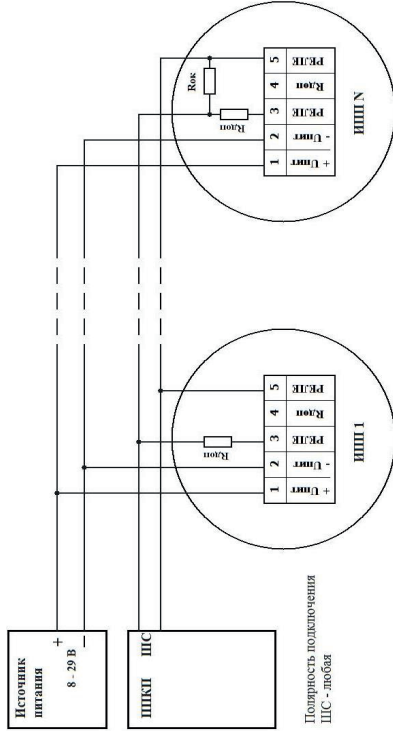 Источник
питания
+
8 - 29 В
–
ППКП ШС
Полярность подключения
ШС - любая
Rдоп
1 + Uпит
2 - Uпит
3 РЕЛЕ
4 Rдоп
5 РЕЛЕ
ИПП 1
Rок
Rдоп
1 + Uпит
2 - Uпит
3 РЕЛЕ
4 Rдоп
5 РЕЛЕ
ИПП N